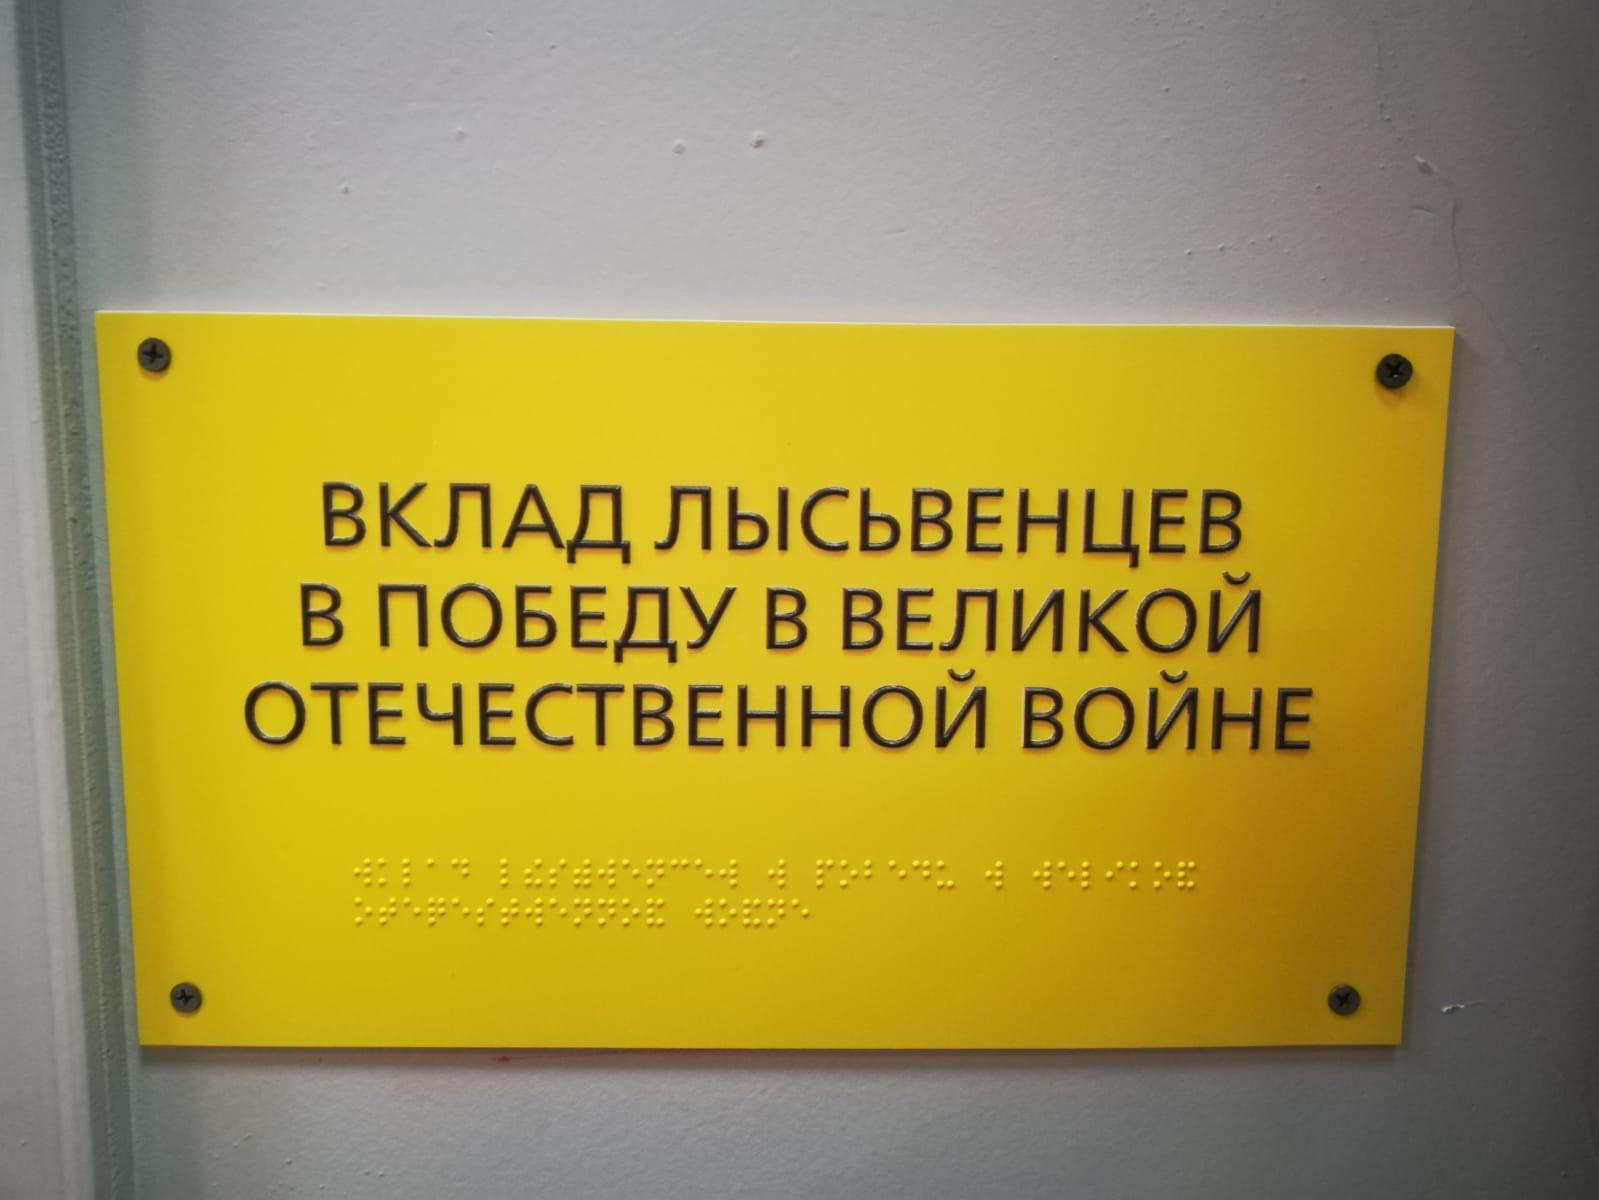 ВКЛАД ЛЫСЬВЕНЦЕВ
В ПОБЕДУ В ВЕЛИКОЙ
ОТЕЧЕСТВЕННОЙ ВОЙНЕ
⠺⠅⠇⠁⠙ ⠇⠮⠎⠾⠺⠑⠝⠉⠑⠺ ⠺ ⠏⠕⠃⠑⠙⠥ ⠺ ⠺⠑⠇⠊⠅⠕⠯
⠕⠞⠑⠟⠑⠎⠞⠺⠑⠝⠝⠕⠯ ⠺⠕⠯⠝⠑